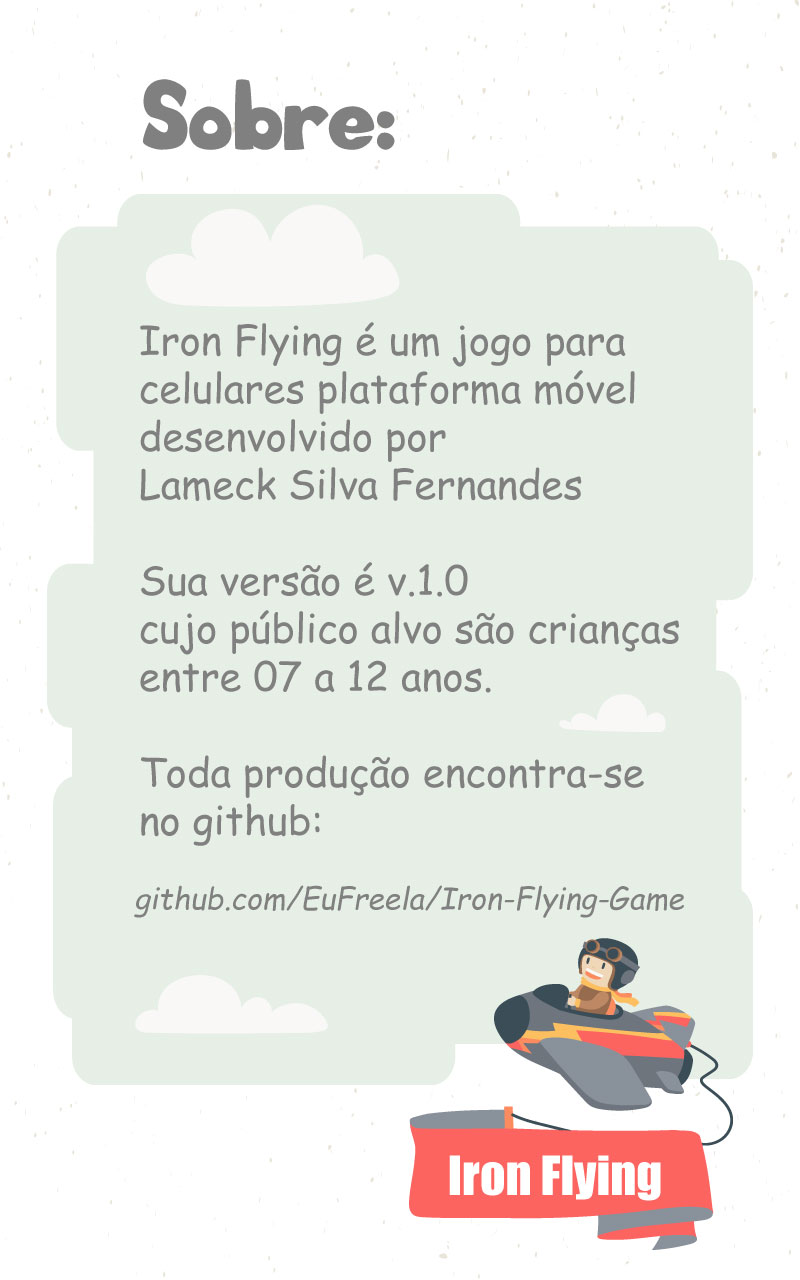 Sobre:
Iron Flying é um jogo para
celulares plataforma móvel
desenvolvido por
Lameck Silva Fernandes
Sua versão é v.1.0
cujo público alvo são crianças
entre 07 a 12 anos.
Toda produção encontra-se
no github:
github.com/EuFreela/Iron-Flying-Game
Iron Flying